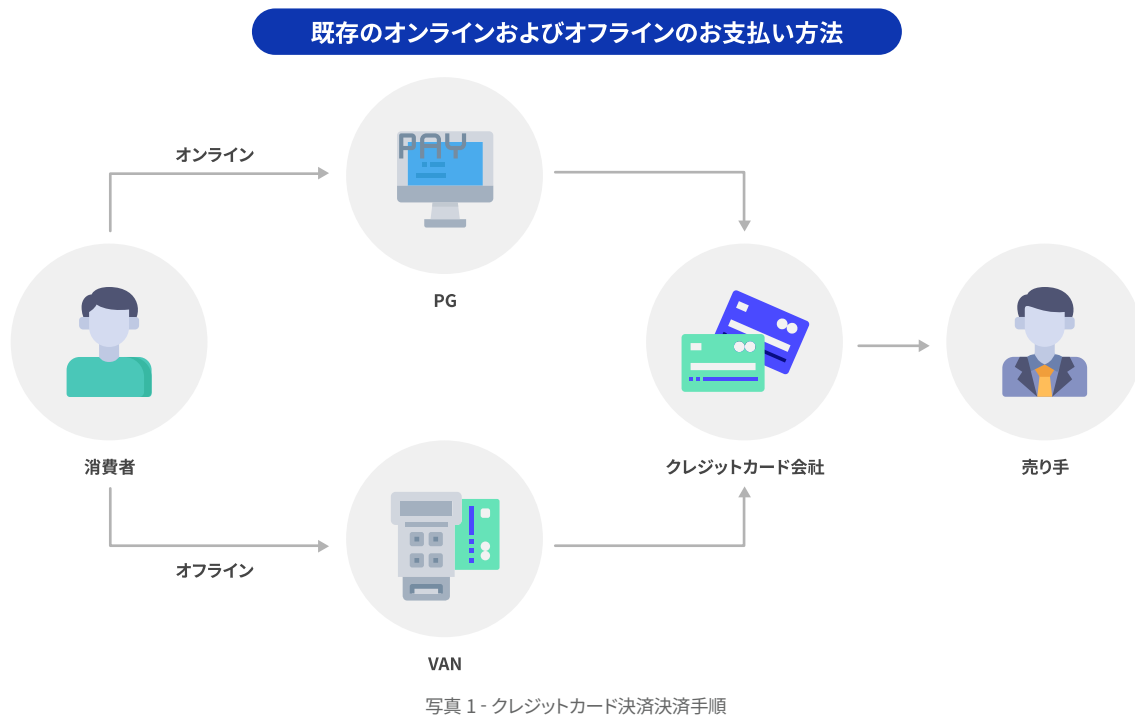 既存のオンラインおよびオフラインのお支払い方法
オンライン
PAY
PG
消費者
クレジットカード会社
売り手
オフライン
VAN
写真 1 - クレジットカード決済決済手順